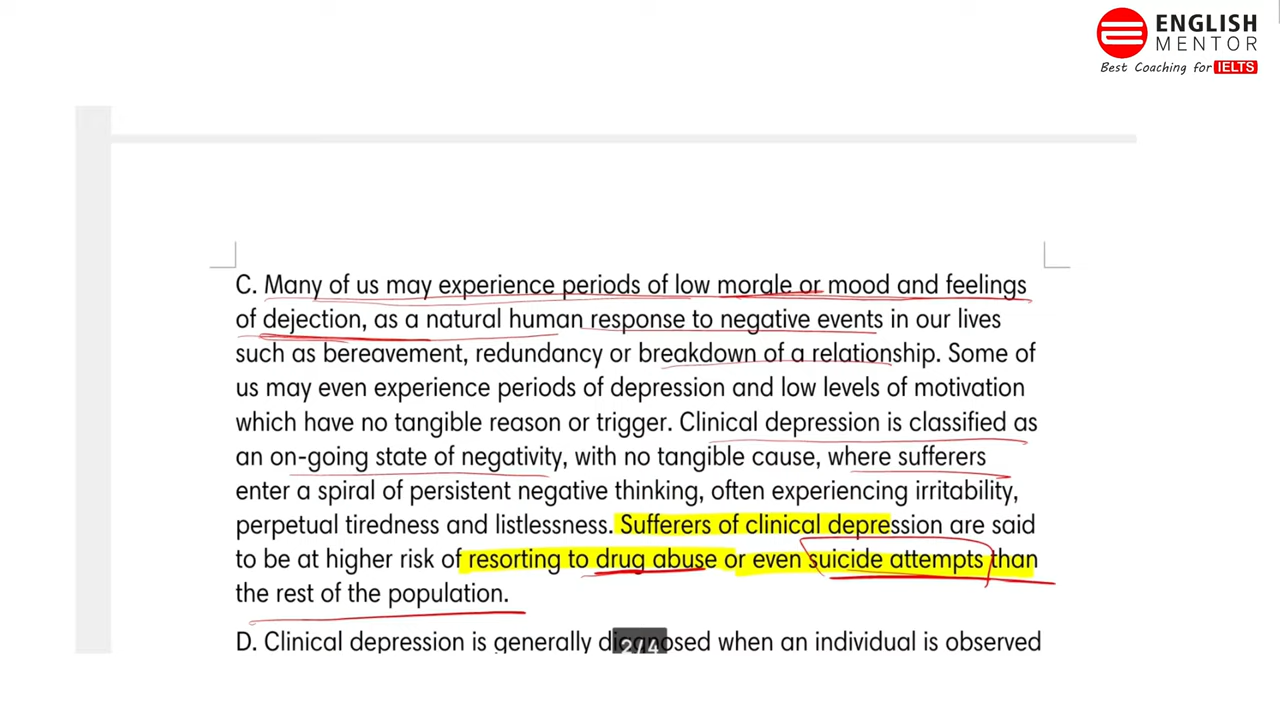 ENGLISH
MENTOR
Best Coaching for IELTS
C. Many of us may experience periods of low morale or mood and feelings
of dejection, as a natural human response to negative events in our lives
such as bereavement, redundancy or breakdown of a relationship. Some of
us may even experience periods of depression and low levels of motivation
which have no tangible reason or trigger. Clinical depression is classified as
an on-going state of negativity, with no tangible cause, where sufferers
enter a spiral of persistent negative thinking, often experiencing irritability,
perpetual tiredness and listlessness. Sufferers of clinical depression are said
to be at higher risk of resorting to drug abuse or even suicide attempts than
the rest of the population.
D. Clinical depression is generally diagnosed when an individual is observed
2/4